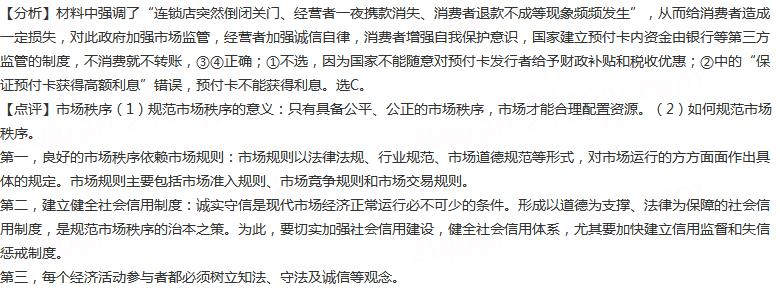 【分析】材料中强调了“连锁店突然倒闭关门、经营者一夜携款消失、消费者退款不成等现象频频发生”，从而给消费者造成
一定损失，对此政府加强市场监管，经营者加强诚信自律，消费者增强自我保护意识，国家建立预付卡内资金由银行等第三方
监管的制度，不消费就不转账，③④正确；①不选，因为国家不能随意对预付卡发行者给予财政补贴和税收优惠；②中的“保
证预付卡获得高额利息”错误，预付卡不能获得利息。选C。
【点评】市场秩序（1）规范市场秩序的意义：只有具备公平、公正的市场秩序，市场才能合理配置资源。（2）如何规范市场
秩序。
第一，良好的市场秩序依赖市场规则：市场规则以法律法规、行业规范、市场道德规范等形式，对市场运行的方方面面作出具
体的规定。市场规则主要包括市场准入规则、市场竞争规则和市场交易规则。
第二，建立健全社会信用制度：诚实守信是现代市场经济正常运行必不可少的条件。形成以道德为支撑、法律为保障的社会信
用制度，是规范市场秩序的治本之策。为此，要切实加强社会信用建设，健全社会信用体系，尤其要加快建立信用监督和失信
惩戒制度。
第三，每个经济活动参与者都必须树立知法、守法及诚信等观念。